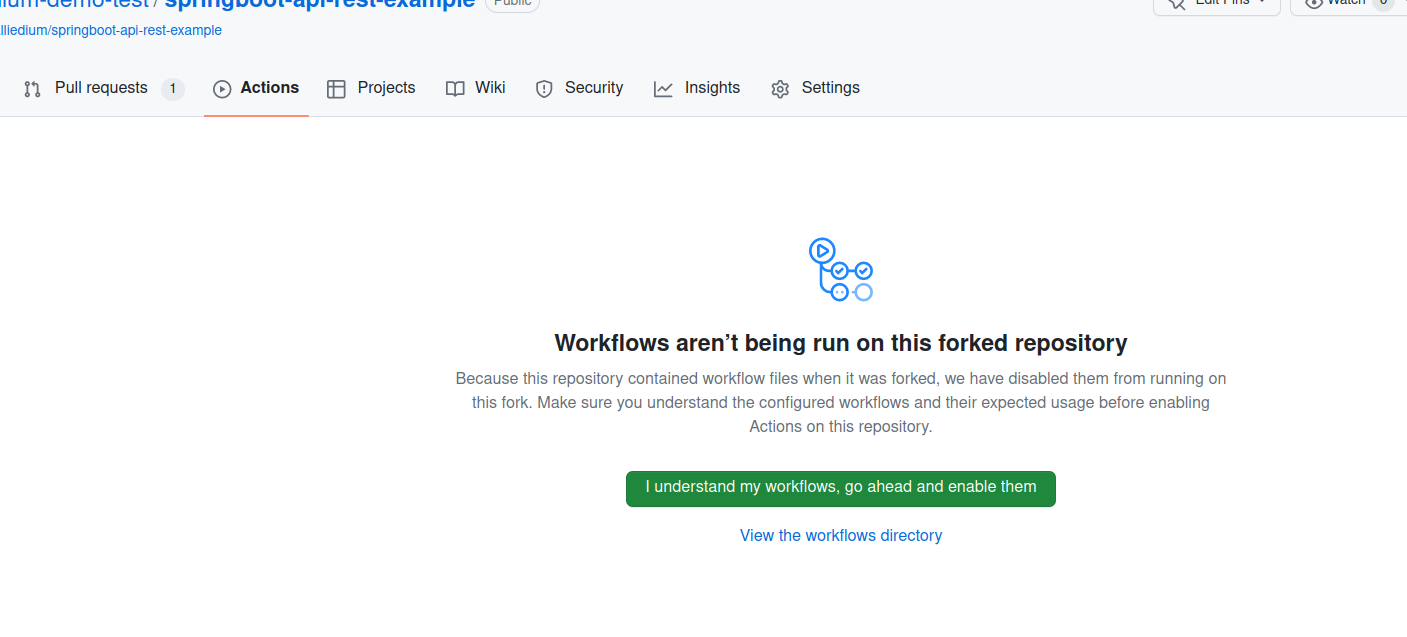 springboot-api-rest-example Public Edit Pins Watch 0
lliedium/springboot-api-rest-example
Pull requests 1 Actions Projects Wiki Security Insights Settings
Workflows aren’t being run on this forked repository
Because this repository contained workflow files when it was forked, we have disabled them from running on
this fork. Make sure you understand the configured workflows and their expected usage before enabling
Actions on this repository.
I understand my workflows, go ahead and enable them
View the workflows directory